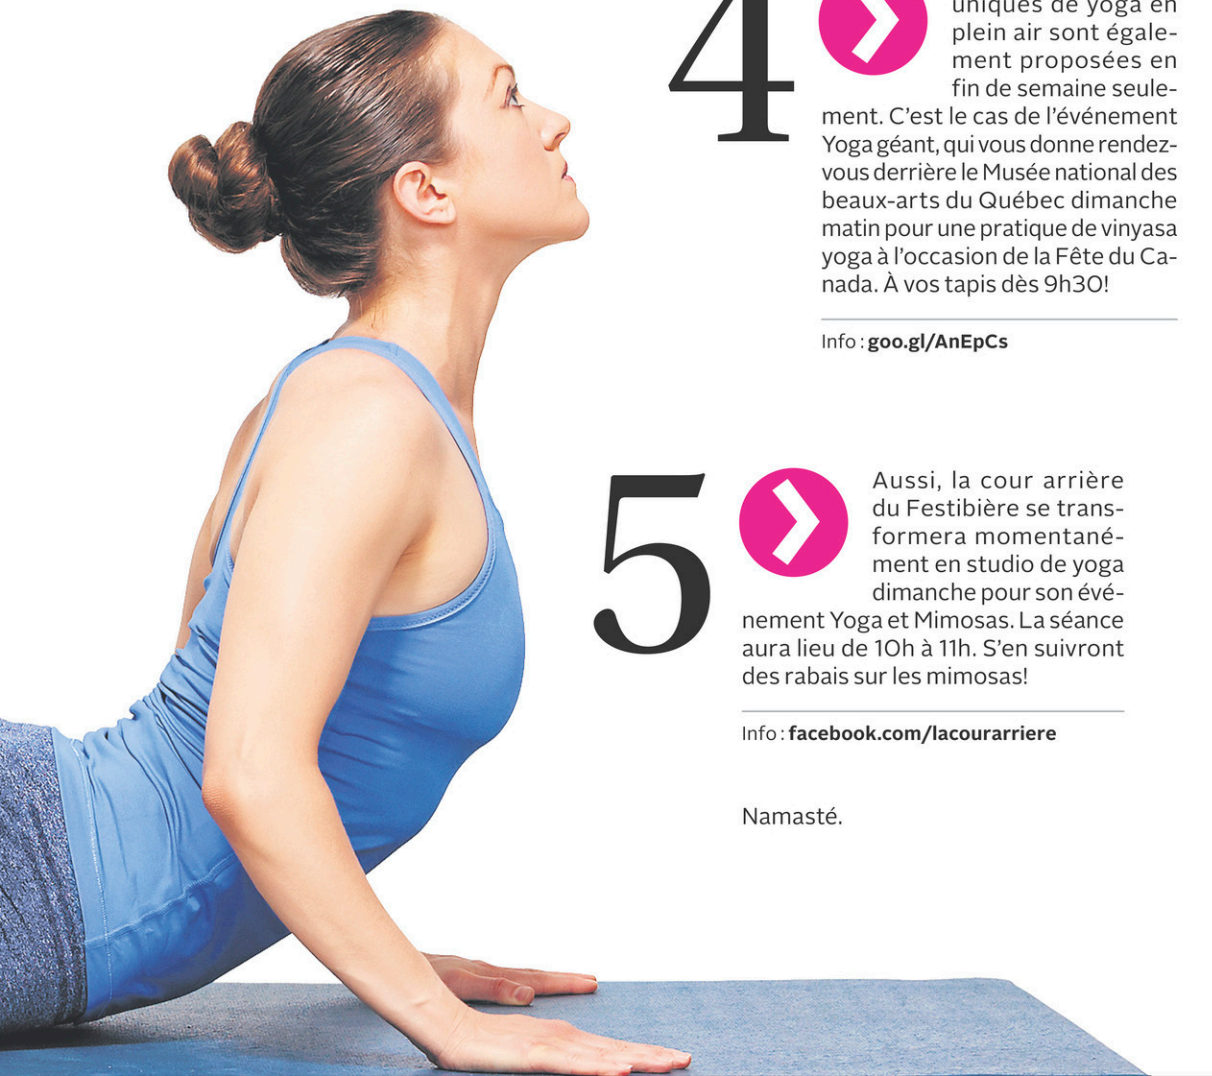 4
uniques de yoga en
plein air sont égale-
ment proposées en
fin de semaine seule-
ment. C’est le cas de l’événement
Yoga géant, qui vous donne rendez-
vous derrière le Musée national des
beaux-arts du Québec dimanche
matin pour une pratique de vinyasa
yoga à l’occasion de la Fête du Ca-
nada. À vos tapis dès 9h30!
Info : goo.gl/AnEpCs
5
Aussi, la cour arrière
du Festibière se trans-
formera momentané-
ment en studio de yoga
dimanche pour son évé-
nement Yoga et Mimosas. La séance
aura lieu de 10h à 11h. S’en suivront
des rabais sur les mimosas!
Info : facebook.com/lacourarriere
Namasté.